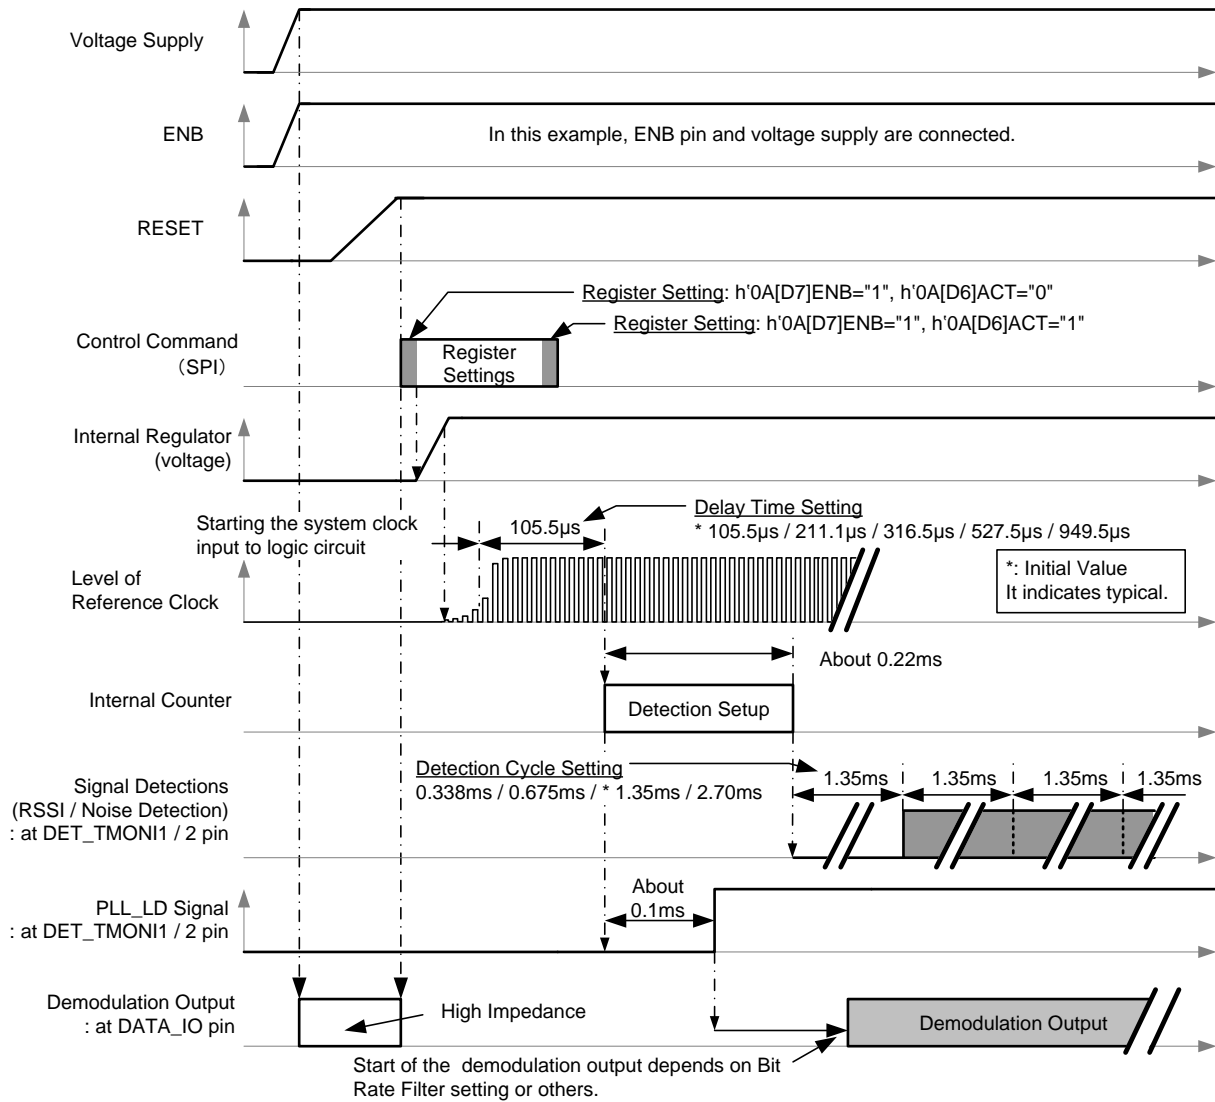 Voltage Supply
ENB
In this example, ENB pin and voltage supply are connected.
RESET
Register Setting: h'0A[D7]ENB="1", h'0A[D6]ACT="0"
Register Setting: h'0A[D7]ENB="1", h'0A[D6]ACT="1"
Control Command
（SPI）
Register
Settings
Internal Regulator
(voltage)
Starting the system clock
input to logic circuit
105.5µs
Delay Time Setting
* 105.5µs / 211.1µs / 316.5µs / 527.5µs / 949.5µs
*: Initial Value
It indicates typical.
Level of
Reference Clock
About 0.22ms
Internal Counter
Detection Setup
Signal Detections
(RSSI / Noise Detection)
: at DET_TMONI1 / 2 pin
Detection Cycle Setting
0.338ms / 0.675ms / * 1.35ms / 2.70ms
1.35ms
1.35ms
1.35ms
1.35ms
PLL_LD Signal
: at DET_TMONI1 / 2 pin
About
0.1ms
Demodulation Output
: at DATA_IO pin
High Impedance
Demodulation Output
Start of the demodulation output depends on Bit
Rate Filter setting or others.